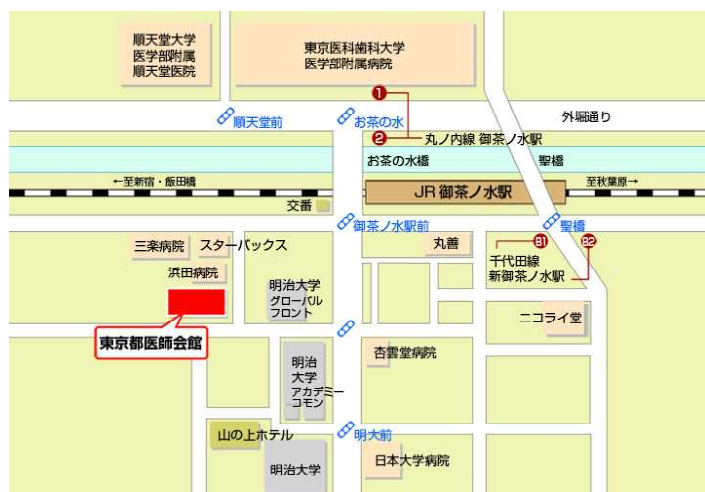 順天堂大学
医学部附属
順天堂医院
東京医科歯科大学
医学部附属病院
1
順天堂前
お茶の水
外堀通り
2
丸ノ内線 御茶ノ水駅
お茶の水橋
聖橋
←至新宿・飯田橋
JR 御茶ノ水駅
至秋葉原→
交番
御茶ノ水駅前
聖橋
三楽病院
スターバックス
丸善
B1
B2
浜田病院
千代田線
新御茶ノ水駅
明治大学
グローバル
フロント
ニコライ堂
東京都医師会館
杏雲堂病院
明治
大学
アカデミー
コモン
山の上ホテル
明大前
明治大学
日本大学病院